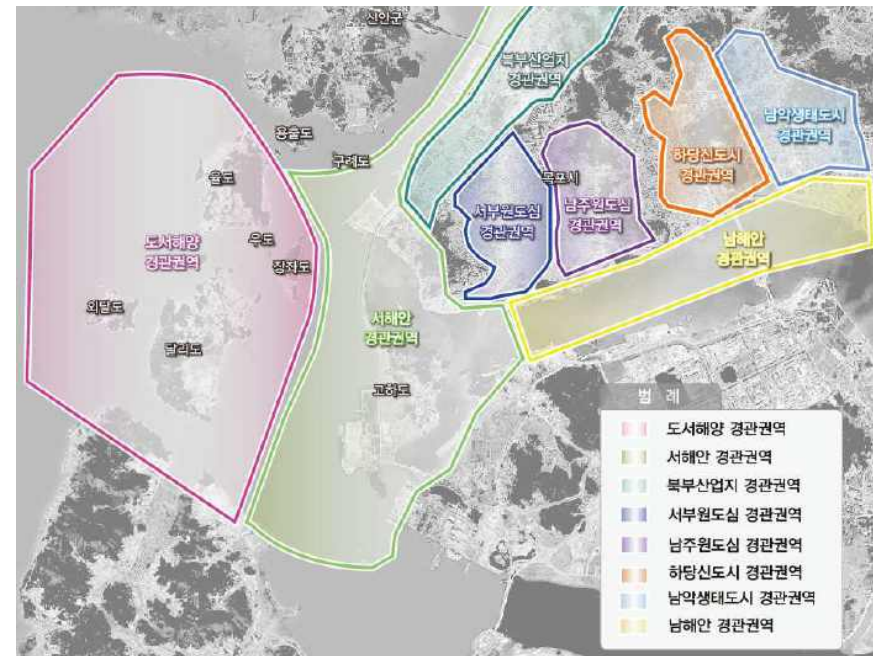 신안군
북부산업지
경관권역
용출도
구례도
율도
도서해양
경관권역
우도
장좌도
외달도
달리도
서해안
경관권역
고하도
서부원도심
경관권역
목포시
남주원도심
경관권역
하당신도시
경관권역
남악생태도시
경관권역
남해안
경관권역
범 례
도서해양 경관권역
서해안 경관권역
북부산업지 경관권역
서부원도심 경관권역
남주원도심 경관권역
하당신도시 경관권역
남악생태도시 경관권역
남해안 경관권역